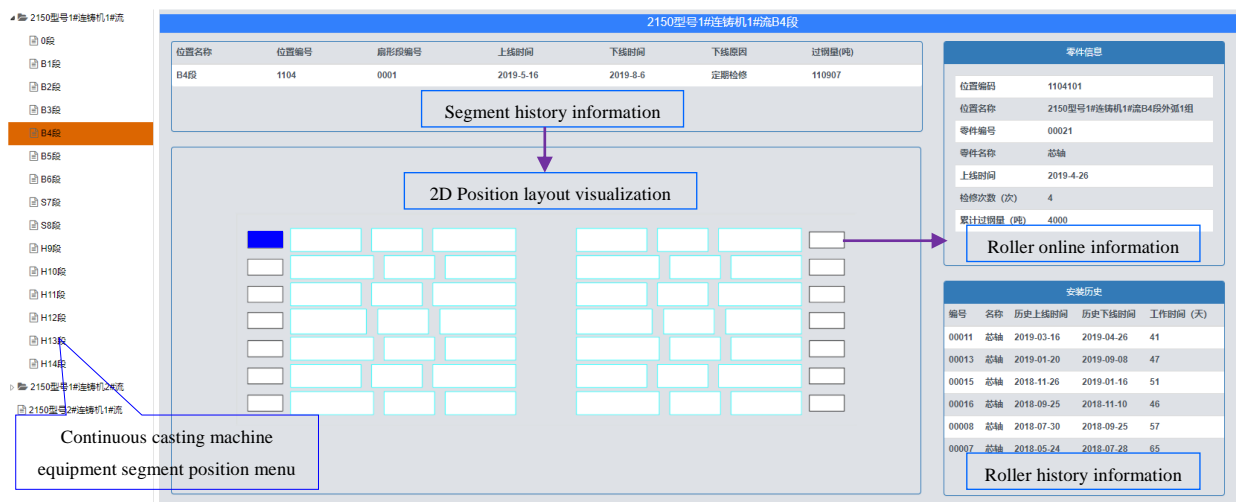 2150型号1#连铸机1#流
0段
B1段
B2段
B3段
B4段
B5段
B6段
S7段
S8段
H9段
H10段
H11段
H12段
H13段
H14段
2150型号1#连铸机2#流
2150型号2#连铸机1#流
Continuous casting machine
equipment segment position menu
2150型号1#连铸机1#流B4段
位置名称 位置编号 扇形段编号 上线时间 下线时间 下线原因 过钢量(吨)
B4段 1104 0001 2019-5-16 2019-8-6 定期检修 110907
Segment history information
2D Position layout visualization
零件信息
位置编码 1104101
位置名称 2150型号1#连铸机1#流B4段外弧1组
零件编号 00021
零件名称 芯轴
上线时间 2019-4-26
检修次数 (次) 4
累计过钢量 (吨) 4000
Roller online information
安装历史
编号 名称 历史上线时间 历史下线时间 工作时间 (天)
00011 芯轴 2019-03-16 2019-04-26 41
00013 芯轴 2019-01-20 2019-09-08 47
00015 芯轴 2018-11-26 2019-01-16 51
00016 芯轴 2018-09-25 2018-11-10 46
00008 芯轴 2018-07-30 2018-09-25 57
00007 芯轴 2018-05-24 2018-07-28 65
Roller history information